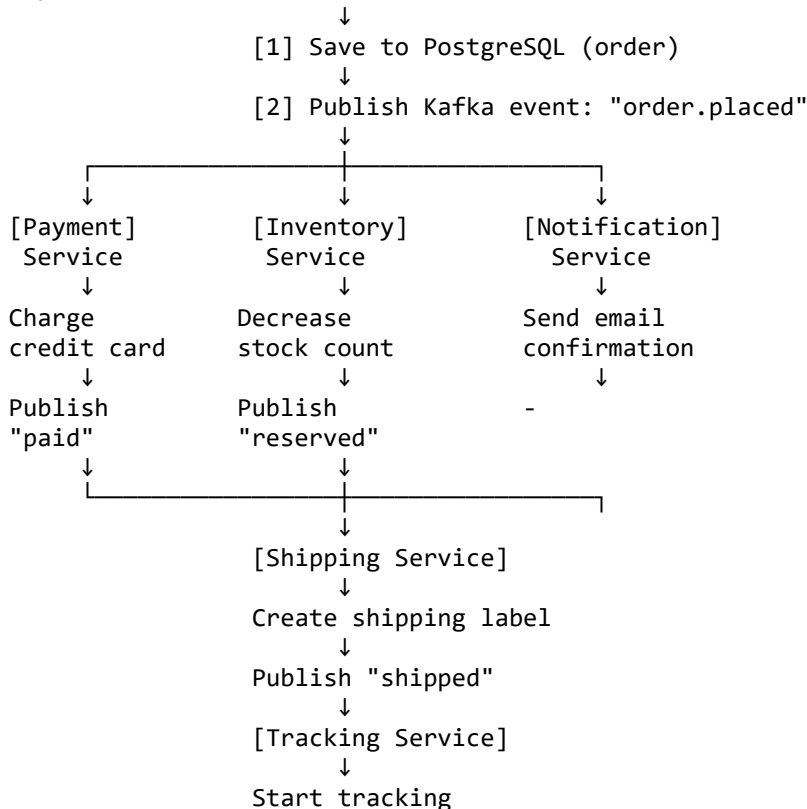 [1] Save to PostgreSQL (order)
[2] Publish Kafka event: "order.placed"
[Payment] [Inventory] [Notification]
Service Service Service
Charge Decrease Send email
credit card stock count confirmation
Publish Publish -
"paid" "reserved"
[Shipping Service]
Create shipping label
Publish "shipped"
[Tracking Service]
Start tracking